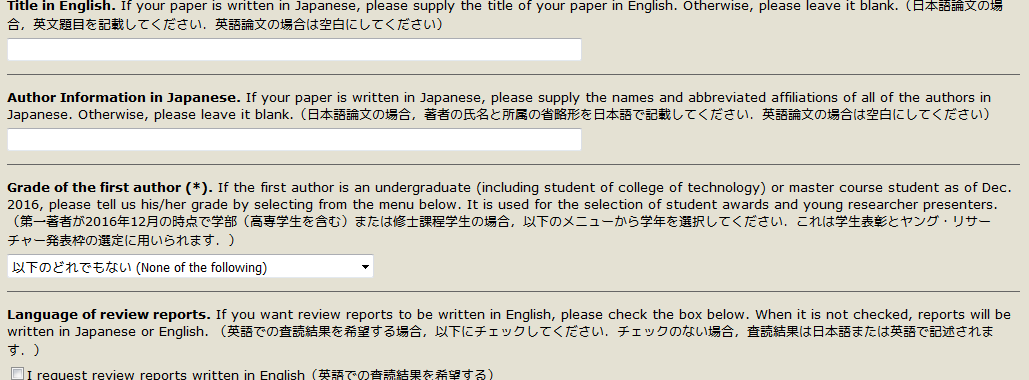 Title in English. If your paper is written in Japanese, please supply the title of your paper in English. Otherwise, please leave it blank.（日本語論文の場
合，英文題目を記載してください．英語論文の場合は空白にしてください）
Author Information in Japanese. If your paper is written in Japanese, please supply the names and abbreviated affiliations of all of the authors in
Japanese. Otherwise, please leave it blank.（日本語論文の場合，著者の氏名と所属の省略形を日本語で記載してください．英語論文の場合は空白にしてください）
Grade of the first author (*). If the first author is an undergraduate (including student of college of technology) or master course student as of Dec.
2016, please tell us his/her grade by selecting from the menu below. It is used for the selection of student awards and young researcher presenters.
（第一著者が2016年12月の時点で学部（高専学生を含む）または修士課程学生の場合，以下のメニューから学年を選択してください．これは学生表彰とヤング・リサー
チャー発表枠の選定に用いられます．）
以下のどれでもない (None of the following)
Language of review reports. If you want review reports to be written in English, please check the box below. When it is not checked, reports will be
written in Japanese or English. （英語での査読結果を希望する場合，以下にチェックしてください．チェックのない場合，査読結果は日本語または英語で記述されま
す．）
I request review reports written in English（英語での査読結果を希望する）